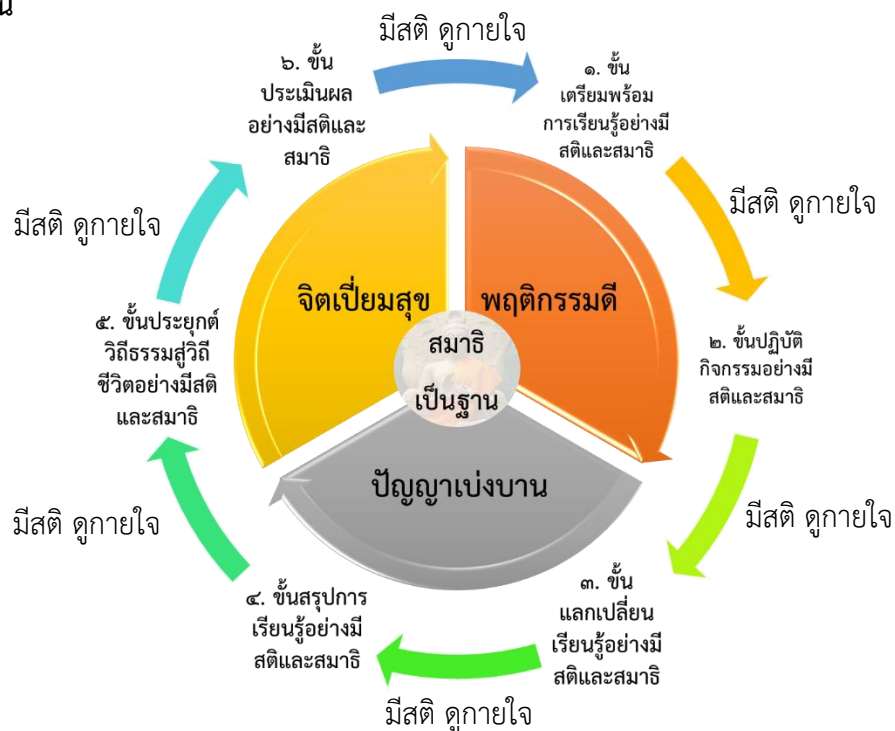 น
มีสติ ดูกายใจ
๑. ขั้น
เตรียมพร้อม
การเรียนรู้อย่างมี
สติและสมาธิ
มีสติ ดูกายใจ
๒. ขั้นปฏิบัติ
กิจกรรมอย่างมี
สติและสมาธิ
มีสติ ดูกายใจ
๓. ขั้น
แลกเปลี่ยน
เรียนรู้อย่างมี
สติและสมาธิ
มีสติ ดูกายใจ
๔. ขั้นสรุปการ
เรียนรู้อย่างมี
สติและสมาธิ
มีสติ ดูกายใจ
๕. ขั้นประยุกต์
วิถีธรรมสู่วิถี
ชีวิตอย่างมีสติ
และสมาธิ
มีสติ ดูกายใจ
๖. ขั้น
ประเมินผล
อย่างมีสติและ
สมาธิ
จิตเปี่ยมสุข
พฤติกรรมดี
สมาธิ
เป็นฐาน
ปัญญาเบ่งบาน